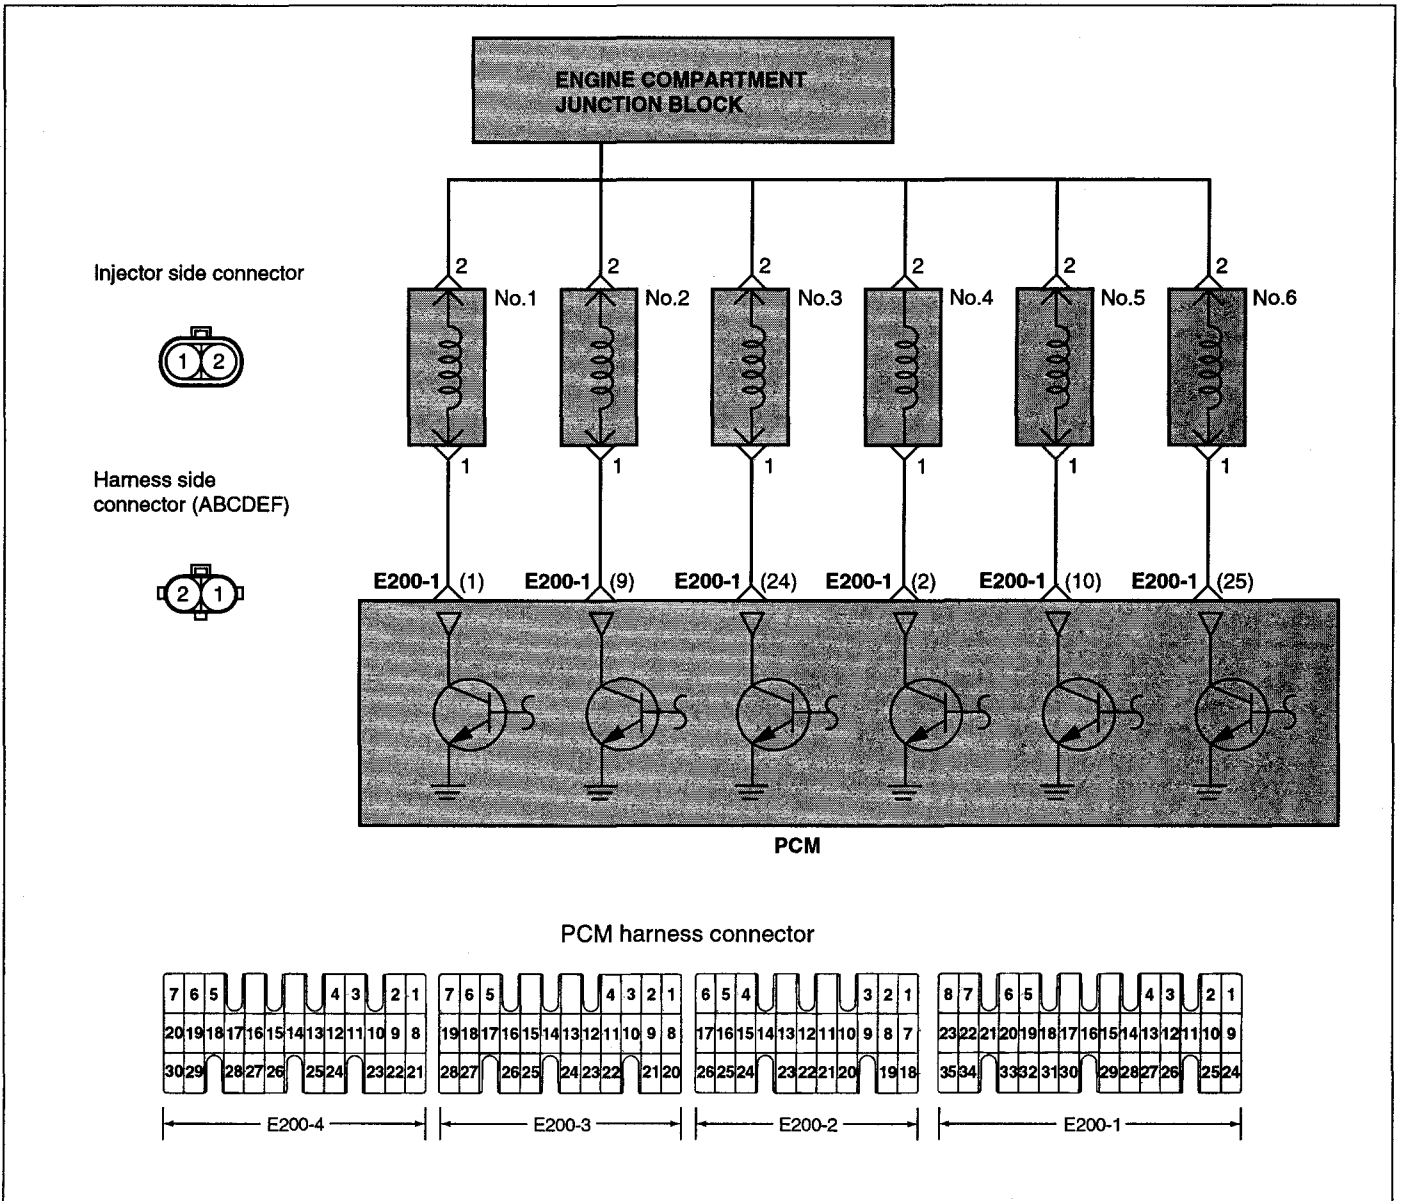 ENGINE COMPARTMENT
JUNCTION BLOCK
2 2 2 2 2 2
Injector side connector
No.1 No.2 No.3 No.4 No.5 No.6
1 2
1 1 1 1 1 1
Harness side
connector (ABCDEF)
E200-1 (1) E200-1 (9) E200-1 (24) E200-1 (2) E200-1 (10) E200-1 (25)
2 1
PCM
PCM harness connector
7 6 5 4 3 2 1 7 6 5 4 3 2 1 6 5 4 3 2 1 8 7 6 5 4 3 2 1
20 19 18 17 16 15 14 13 12 11 10 9 8 19 18 17 16 15 14 13 12 11 10 9 8 17 16 15 14 13 12 11 10 9 8 7 23 22 21 20 19 18 17 16 15 14 13 12 11 10 9
30 29 28 27 26 25 24 23 22 21 28 27 26 25 24 23 22 21 20 26 25 24 23 22 21 20 19 18 35 34 33 32 31 30 29 28 27 26 25 24
E200-4 E200-3 E200-2 E200-1